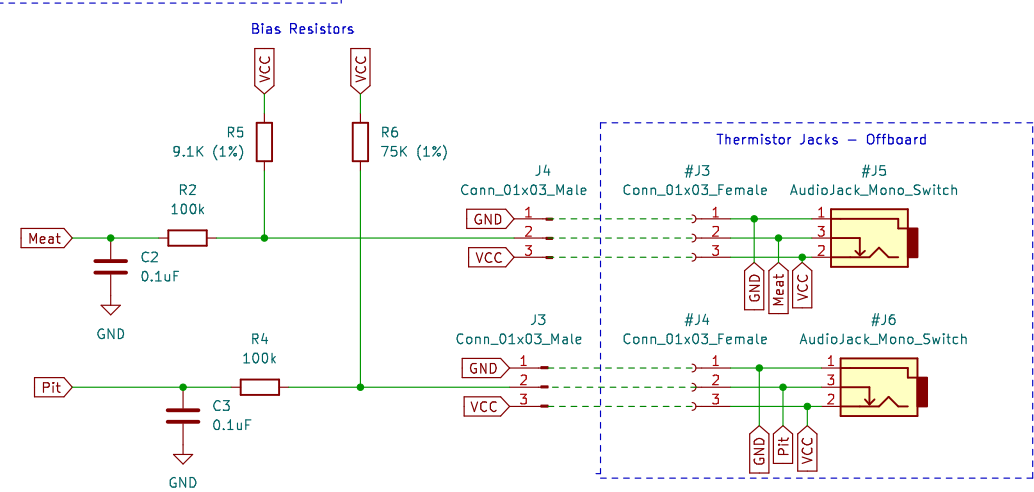 Bias Resistors
VCC
VCC
R5
9.1K (1%)
R6
75K (1%)
Thermistor Jacks – Offboard
R2
100k
J4
Conn_01x03_Male
#J3
Conn_01x03_Female
#J5
AudioJack_Mono_Switch
GND
1
1
1
Meat
2
2
3
VCC
3
3
2
C2
0.1uF
GND
GND
Meat
VCC
R4
100k
J3
Conn_01x03_Male
#J4
Conn_01x03_Female
#J6
AudioJack_Mono_Switch
GND
1
1
1
Pit
2
2
3
VCC
3
3
2
C3
0.1uF
GND
GND
Pit
VCC